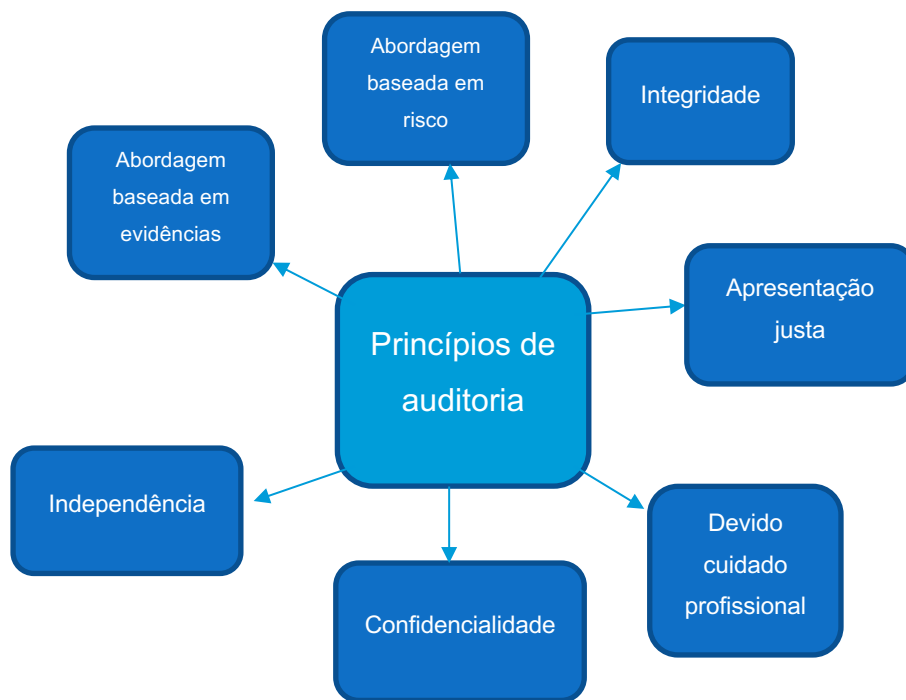 Abordagem
baseada em
risco
Integridade
Abordagem
baseada em
evidências
Apresentação
justa
Princípios de
auditoria
Independência
Devido
cuidado
profissional
Confidencialidade